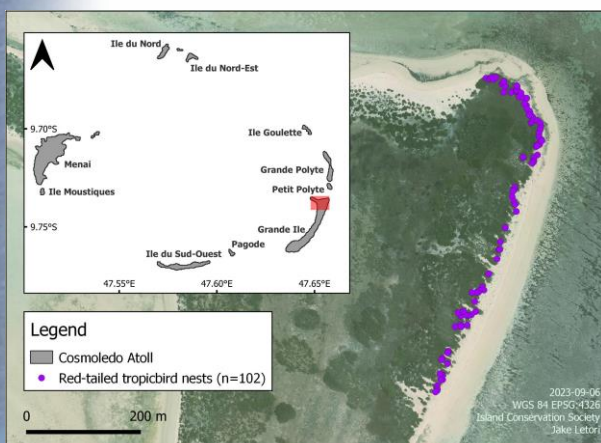 Ile du Nord
Ile du Nord-Est
9.70°S
Ile Goulette
Menai
Grande Polyte
Petit Polyte
Ile Moustiques
9.75°S
Grande Ile
Pagode
Ile du Sud-Ouest
47.55°E
47.60°E
47.65°E
Legend
Cosmoledo Atoll
Red-tailed tropicbird nests (n=102)
0
200 m
2023-09-06
WGS 84 EPSG:4326
Island Conservation Society
Jake Letori